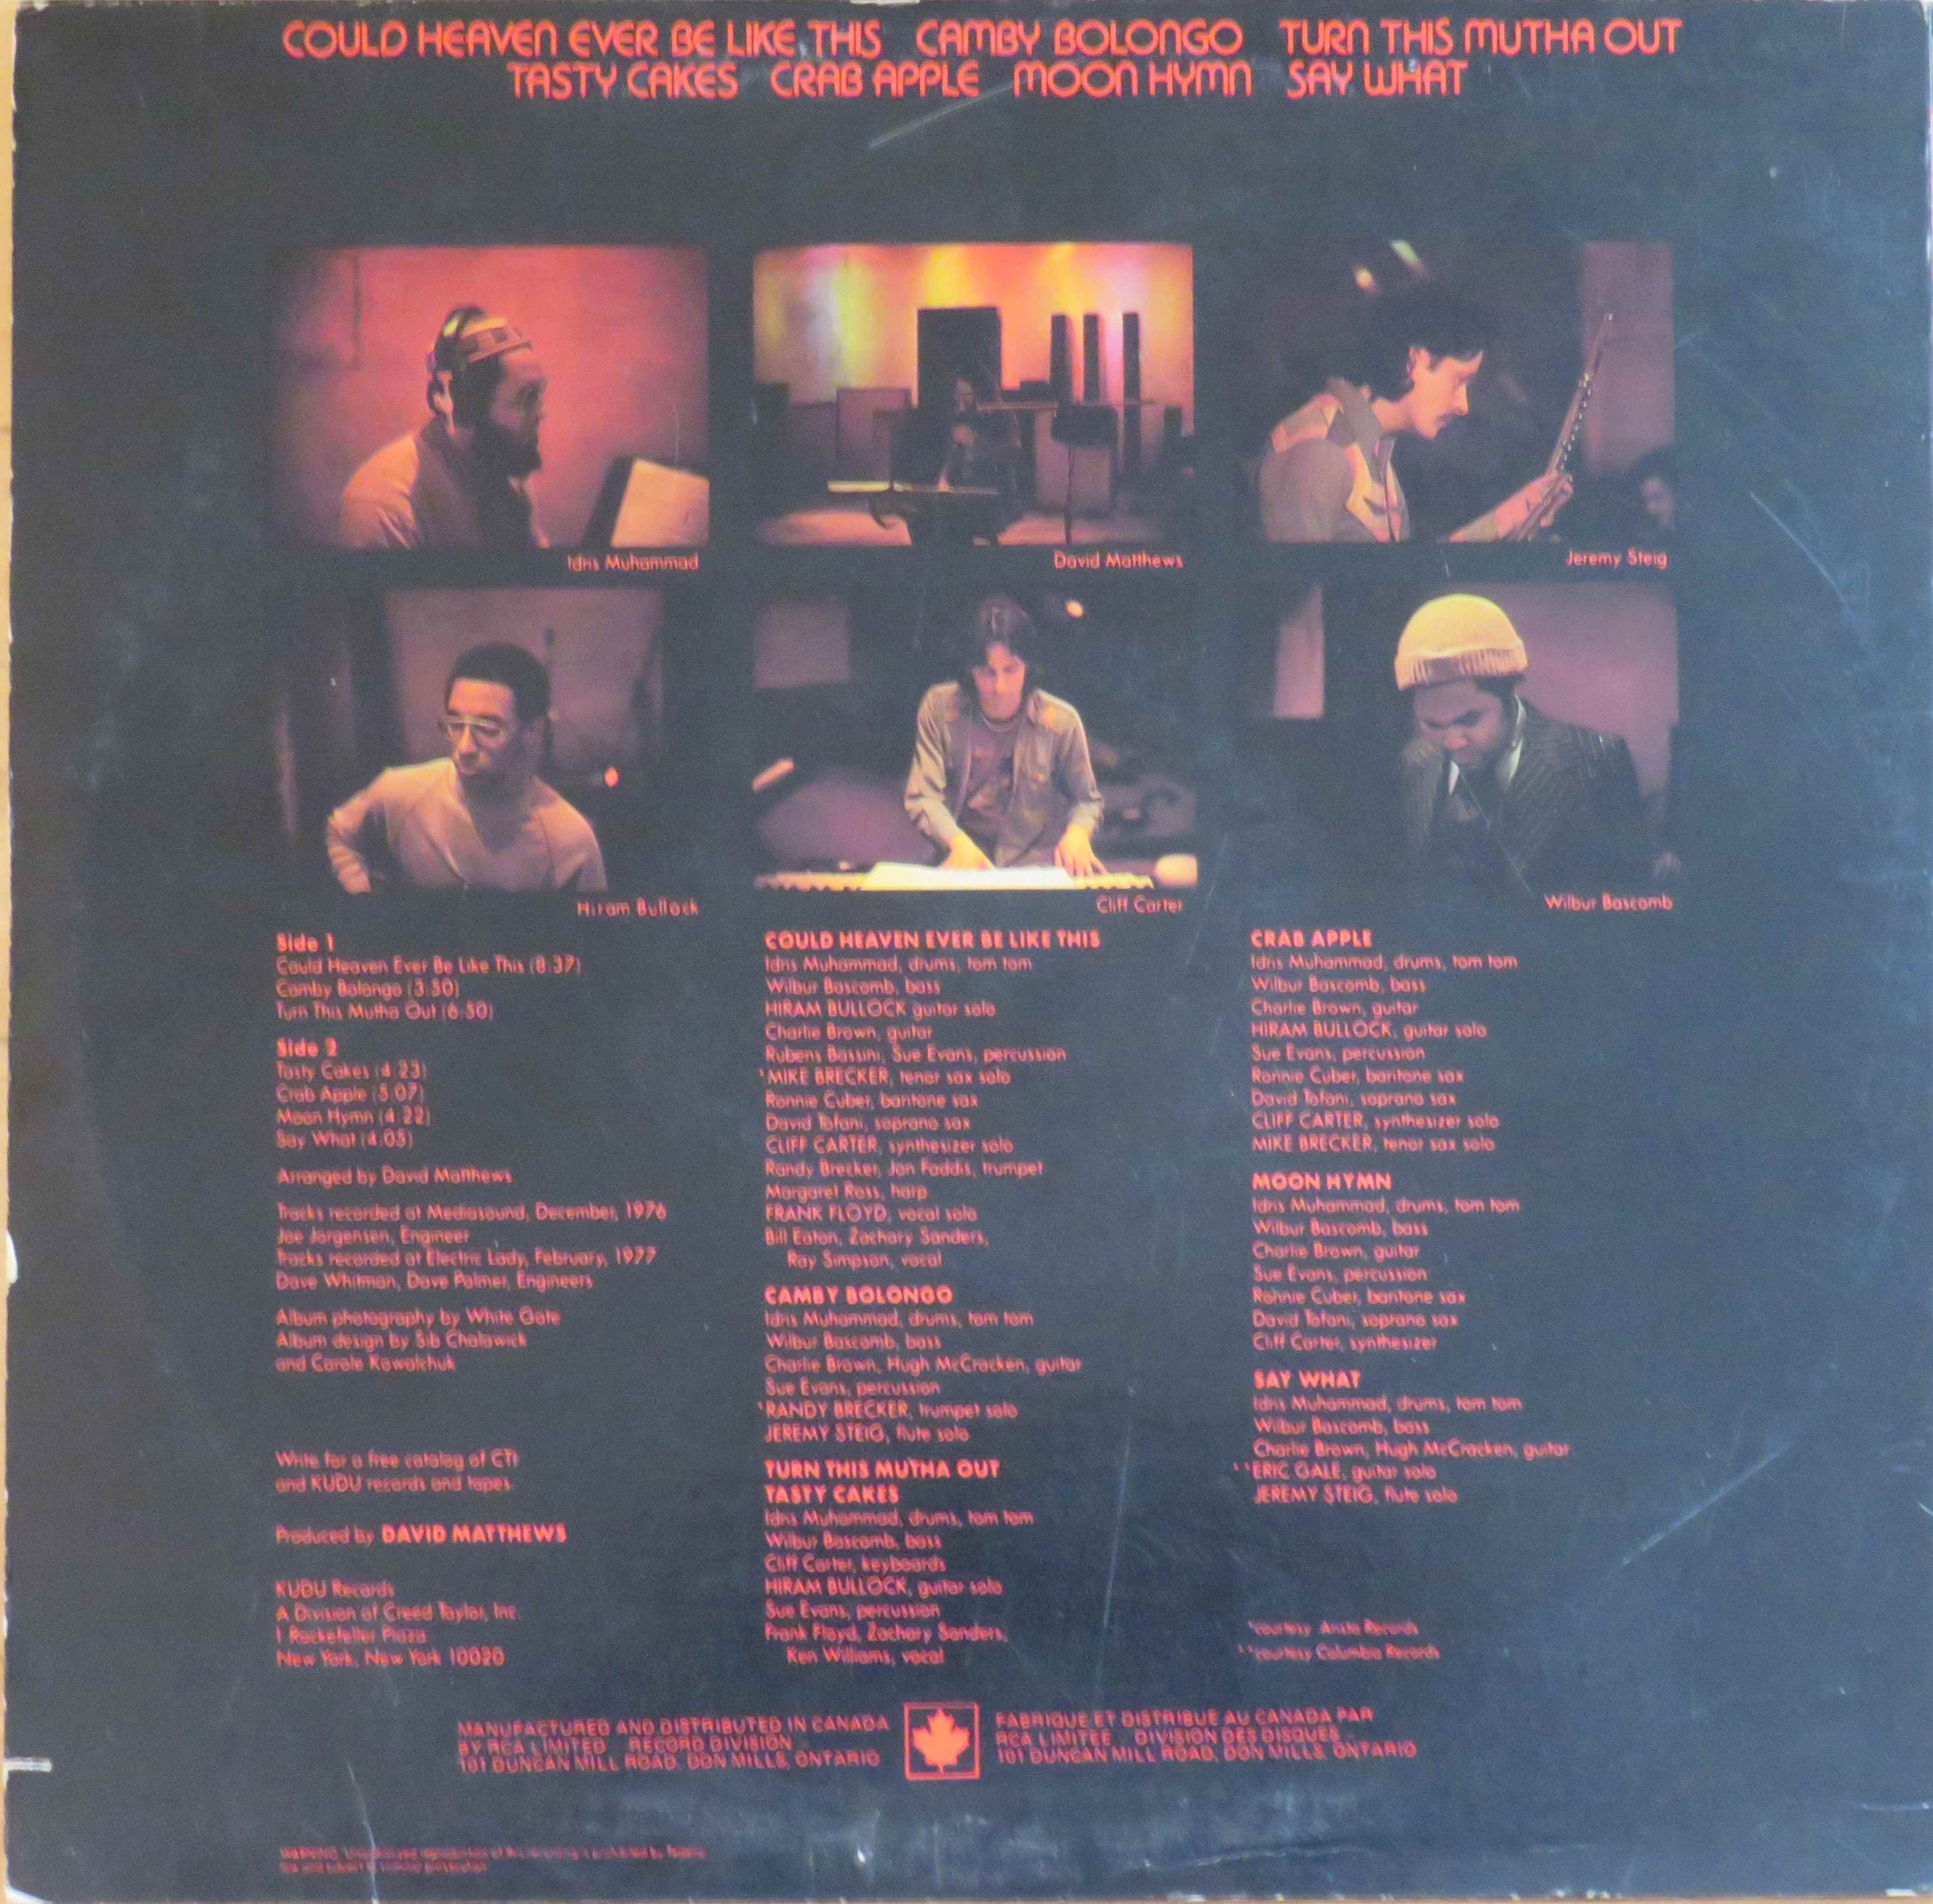 COULD HEAVEN EVER BE LIKE THIS CAMBY BOLONGO TURN THIS MUTHA OUT
TASTY CAKES CRAB APPLE MOON HYMN SAY WHAT
Idris Muhammad
David Matthews
Jeremy Steig
Hiram Bullock
Cliff Carter
Wilbur Bascomb
Side 1
Could Heaven Ever Be Like This (8:37)
Camby Bolongo (3:50)
Turn This Mutha Out (6:50)
Side 2
Tasty Cakes (4:23)
Crab Apple (5:07)
Moon Hymn (4:22)
Say What (4:05)
Arranged by David Matthews
Tracks recorded at Mediasound, December, 1976
Joe Jorgensen, Engineer
Tracks recorded at Electric Lady, February, 1977
Dave Whitman, Dave Palmer, Engineers
Album photography by White Gate
Album design by Sib Chalawick
and Carole Kowalchuk
Write for a free catalog of CTI
and KUDU records and tapes.
Produced by DAVID MATTHEWS
KUDU Records
A Division of Creed Taylor, Inc.
1 Rockefeller Plaza
New York, New York 10020
COULD HEAVEN EVER BE LIKE THIS
Idris Muhammad, drums, tom tom
Wilbur Bascomb, bass
HIRAM BULLOCK guitar solo
Charlie Brown, guitar
Rubens Bassini, Sue Evans, percussion
*MIKE BRECKER, tenor sax solo
Ronnie Cuber, baritone sax
David Tofani, soprano sax
CLIFF CARTER, synthesizer solo
Randy Brecker, Jon Faddis, trumpet
Margaret Ross, harp
FRANK FLOYD, vocal solo
Bill Eaton, Zachary Sanders,
Ray Simpson, vocal
CAMBY BOLONGO
Idris Muhammad, drums, tom tom
Wilbur Bascomb, bass
Charlie Brown, Hugh McCracken, guitar
Sue Evans, percussion
*RANDY BRECKER, trumpet solo
JEREMY STEIG, flute solo
TURN THIS MUTHA OUT
TASTY CAKES
Idris Muhammad, drums, tom tom
Wilbur Bascomb, bass
Cliff Carter, keyboards
HIRAM BULLOCK, guitar solo
Sue Evans, percussion
Frank Floyd, Zachary Sanders,
Ken Williams, vocal
CRAB APPLE
Idris Muhammad, drums, tom tom
Wilbur Bascomb, bass
Charlie Brown, guitar
HIRAM BULLOCK, guitar solo
Sue Evans, percussion
Ronnie Cuber, baritone sax
David Tofani, soprano sax
CLIFF CARTER, synthesizer solo
MIKE BRECKER, tenor sax solo
MOON HYMN
Idris Muhammad, drums, tom tom
Wilbur Bascomb, bass
Charlie Brown, guitar
Sue Evans, percussion
Ronnie Cuber, baritone sax
David Tofani, soprano sax
Cliff Carter, synthesizer
SAY WHAT
Idris Muhammad, drums, tom tom
Wilbur Bascomb, bass
Charlie Brown, Hugh McCracken, guitar
**ERIC GALE, guitar solo
JEREMY STEIG, flute solo
*courtesy Arista Records
**courtesy Columbia Records
MANUFACTURED AND DISTRIBUTED IN CANADA
BY RCA LIMITED RECORD DIVISION -
101 DUNCAN MILL ROAD, DON MILLS, ONTARIO
FABRIQUE ET DISTRIBUE AU CANADA PAR
RCA LIMITEE DIVISION DES DISQUES -
101 DUNCAN MILL ROAD, DON MILLS, ONTARIO
WARNING: Unauthorized reproduction of this recording is prohibited by Federal
law and subject to criminal prosecution.